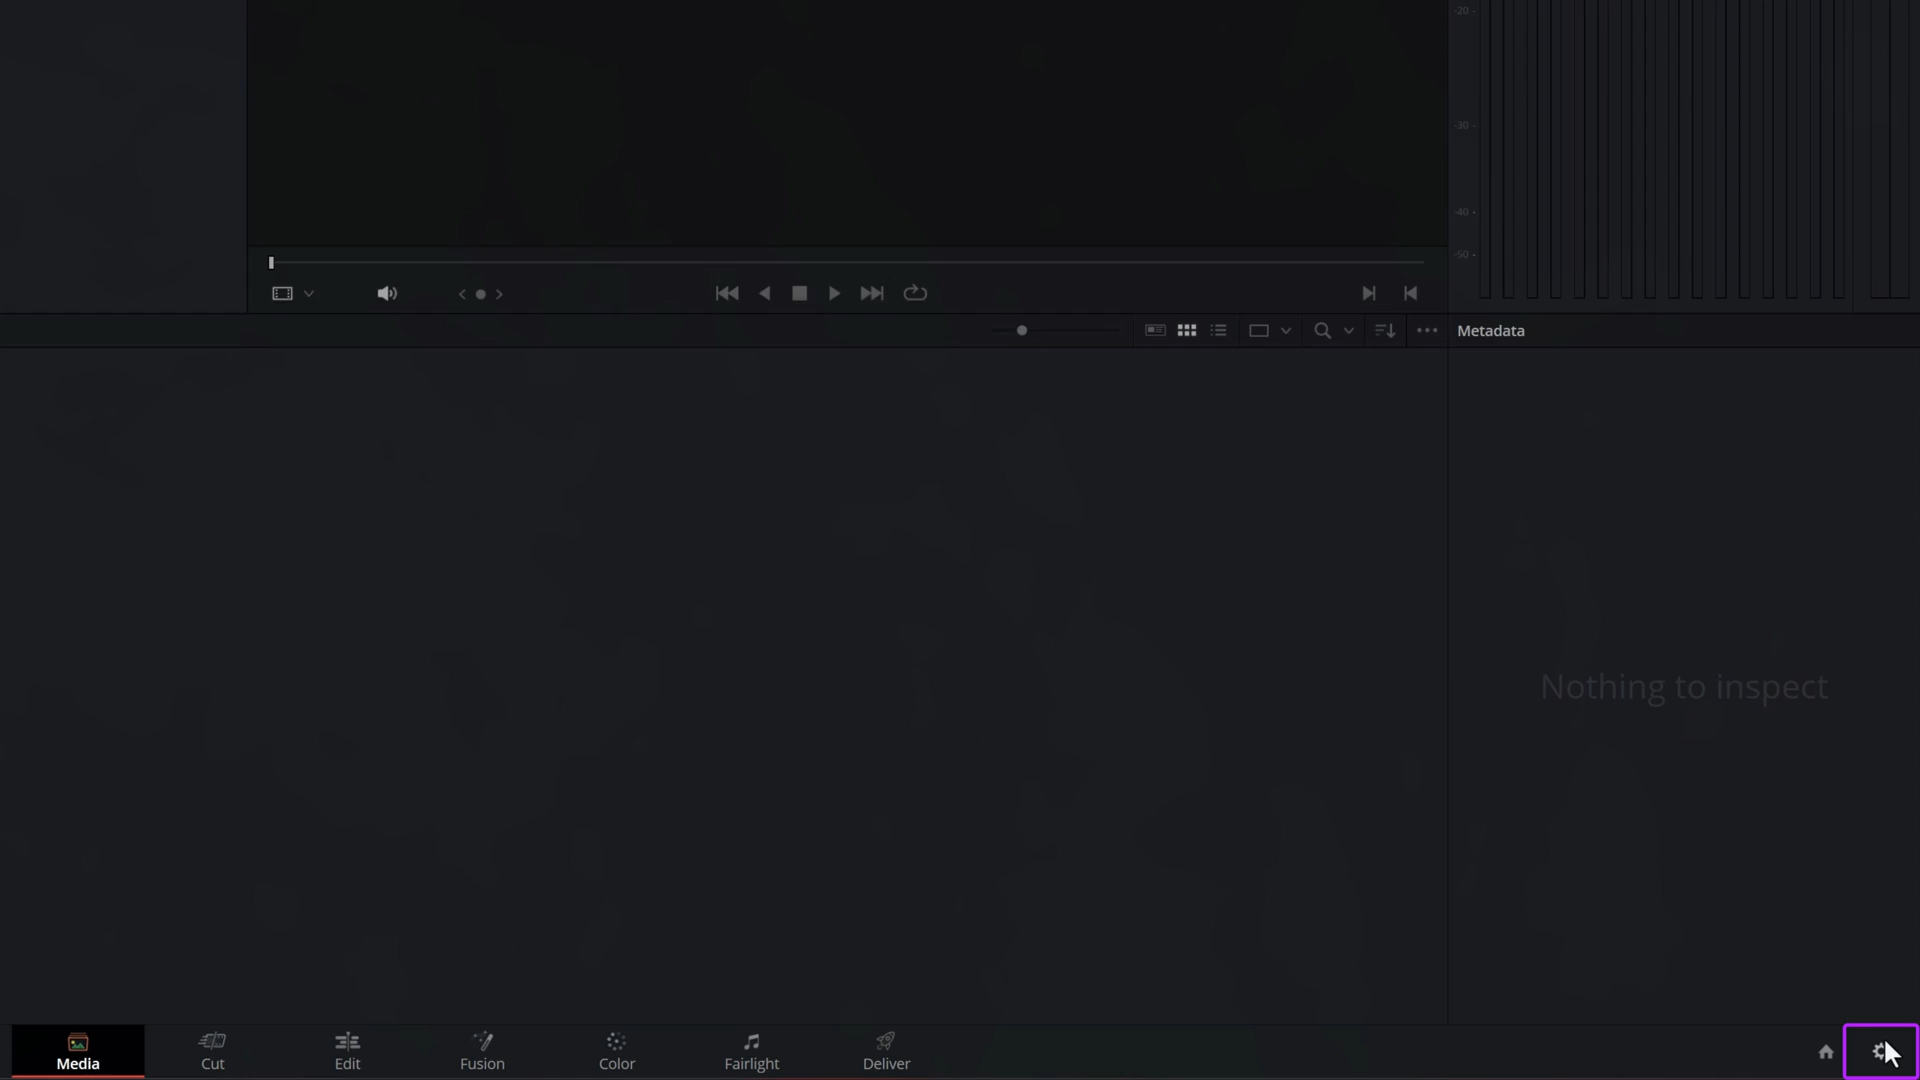 -20 -
-30 -
-40 -
-50 -
Metadata
Nothing to inspect
Media
Cut
Edit
Fusion
Color
Fairlight
Deliver